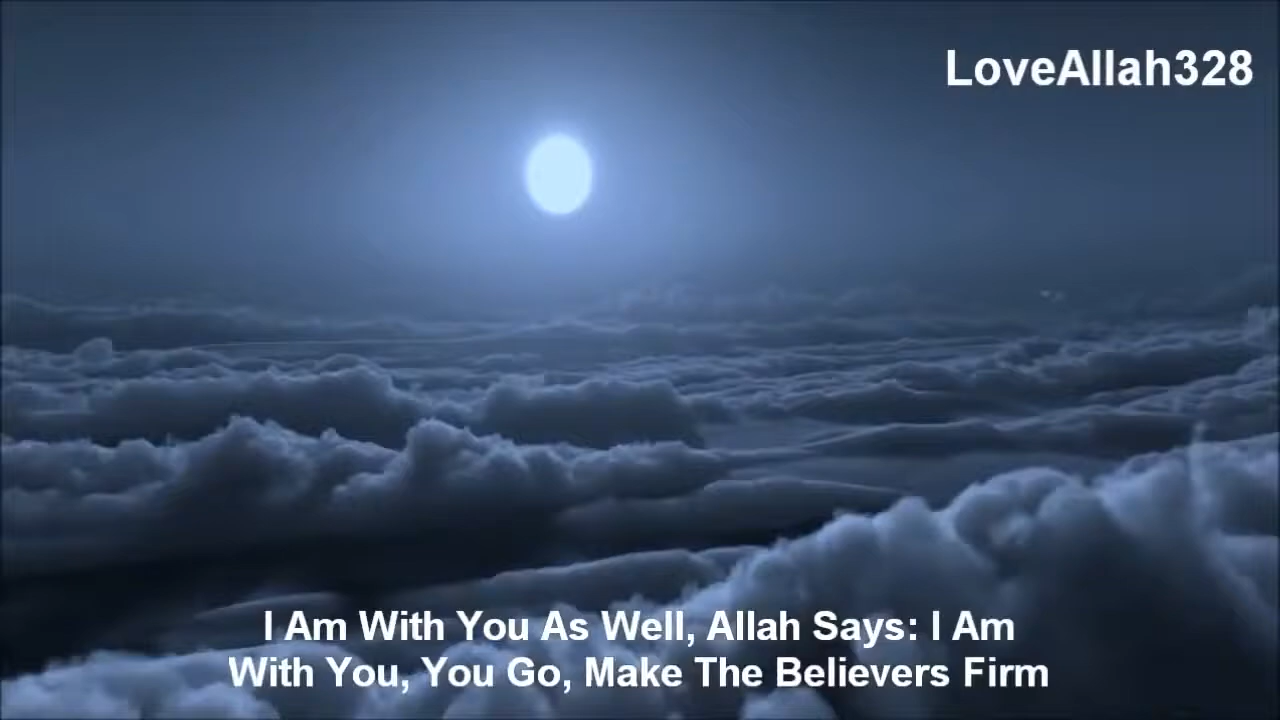 LoveAllah328
I Am With You As Well, Allah Says: I Am
With You, You Go, Make The Believers Firm